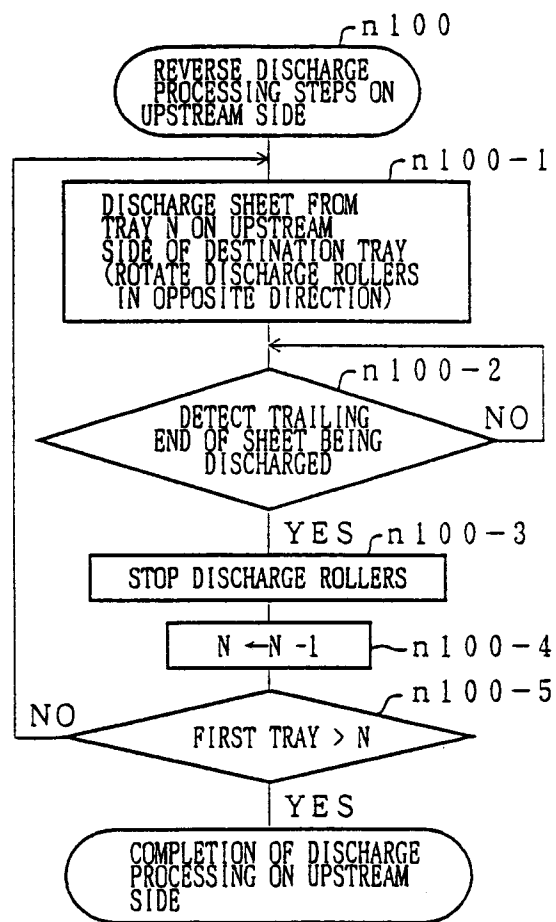 n100
REVERSE DISCHARGE
PROCESSING STEPS ON
UPSTREAM SIDE
n100-1
DISCHARGE SHEET FROM
TRAY N ON UPSTREAM
SIDE OF DESTINATION TRAY
(ROTATE DISCHARGE ROLLERS
IN OPPOSITE DIRECTION)
n100-2
DETECT TRAILING
END OF SHEET BEING
DISCHARGED
NO
YES
n100-3
STOP DISCHARGE ROLLERS
N ← N -1
n100-4
n100-5
NO
FIRST TRAY > N
YES
COMPLETION OF DISCHARGE
PROCESSING ON UPSTREAM
SIDE